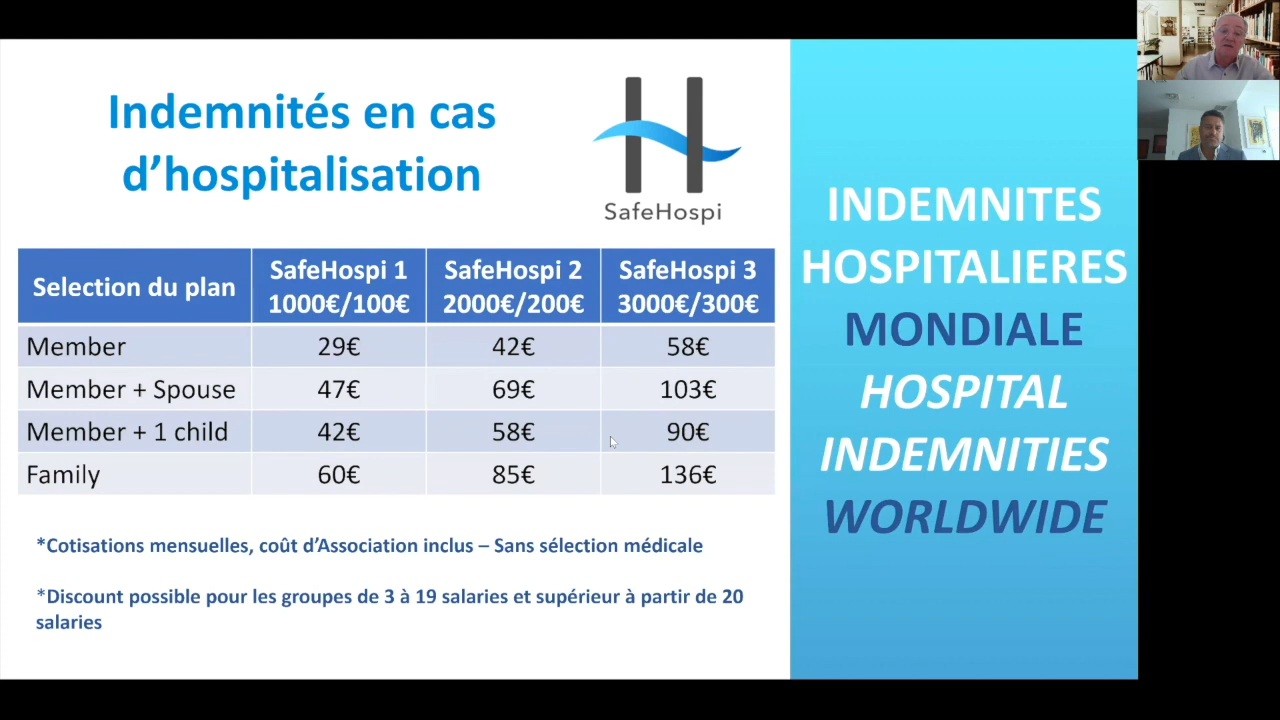 Indemnités en cas
d’hospitalisation
SafeHospi
Selection du plan
SafeHospi 1
1000€/100€
SafeHospi 2
2000€/200€
SafeHospi 3
3000€/300€
Member
29€
42€
58€
Member + Spouse
47€
69€
103€
Member + 1 child
42€
58€
90€
Family
60€
85€
136€
*Cotisations mensuelles, coût d’Association inclus – Sans sélection médicale
*Discount possible pour les groupes de 3 à 19 salaries et supérieur à partir de 20
salaries
INDEMNITES
HOSPITALIERES
MONDIALE
HOSPITAL
INDEMNITIES
WORLDWIDE